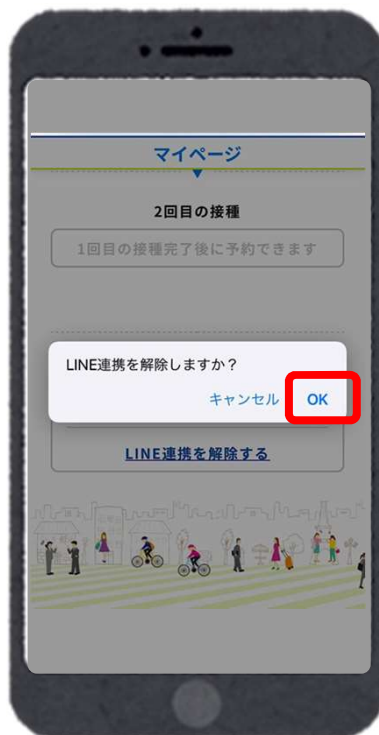 マイページ
2回目の接種
1回目の接種完了後に予約できます
LINE連携を解除しますか？
キャンセル OK
LINE連携を解除する